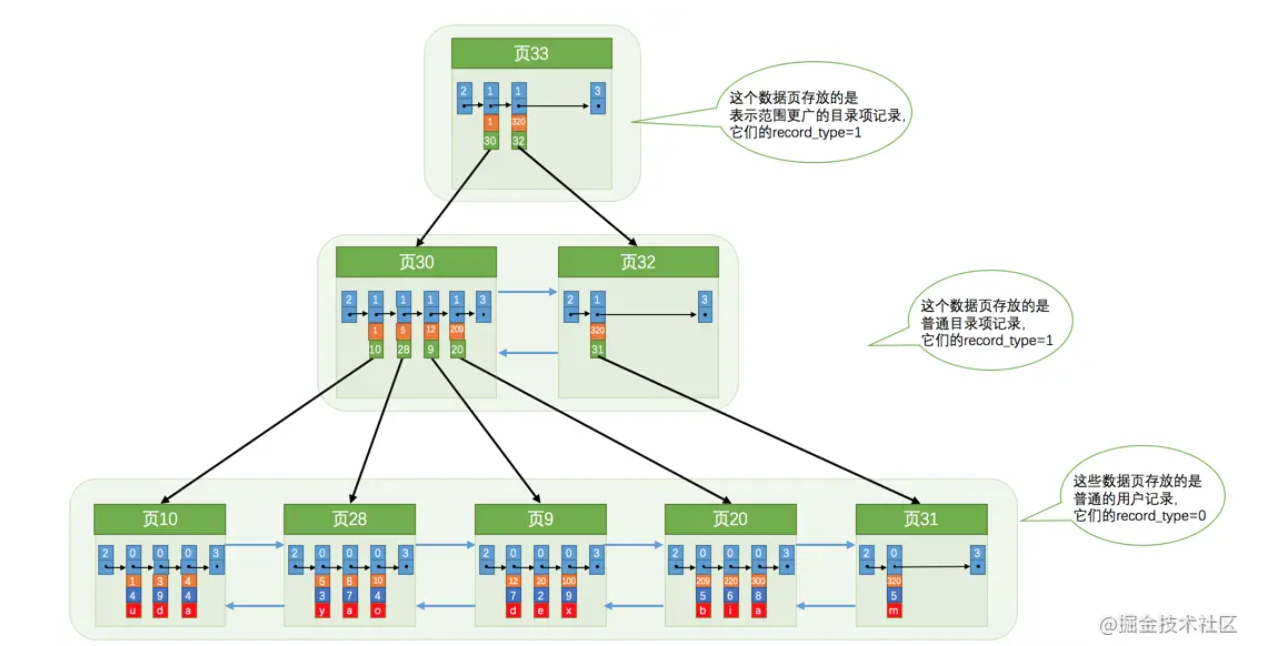 页33
2 1 1 3
1 320
30 32
这个数据页存放的是
表示范围更广的目录项记录,
它们的record_type=1
页30 页32
2 1 1 1 1 3 2 1 3
1 5 12 209 320
10 28 9 20 31
这个数据页存放的是
普通目录项记录,
它们的record_type=1
这些数据页存放的是
普通的用户记录,
它们的record_type=0
页10 页28 页9 页20 页31
2 0 0 0 3 2 0 0 0 3 2 0 0 0 3 2 0 0 0 3 2 0 3
1 3 4 5 8 10 12 20 100 209 220 300 320
4 9 4 3 7 4 7 2 9 5 6 8 5
u d a y a o d e x b i a m
@掘金技术社区